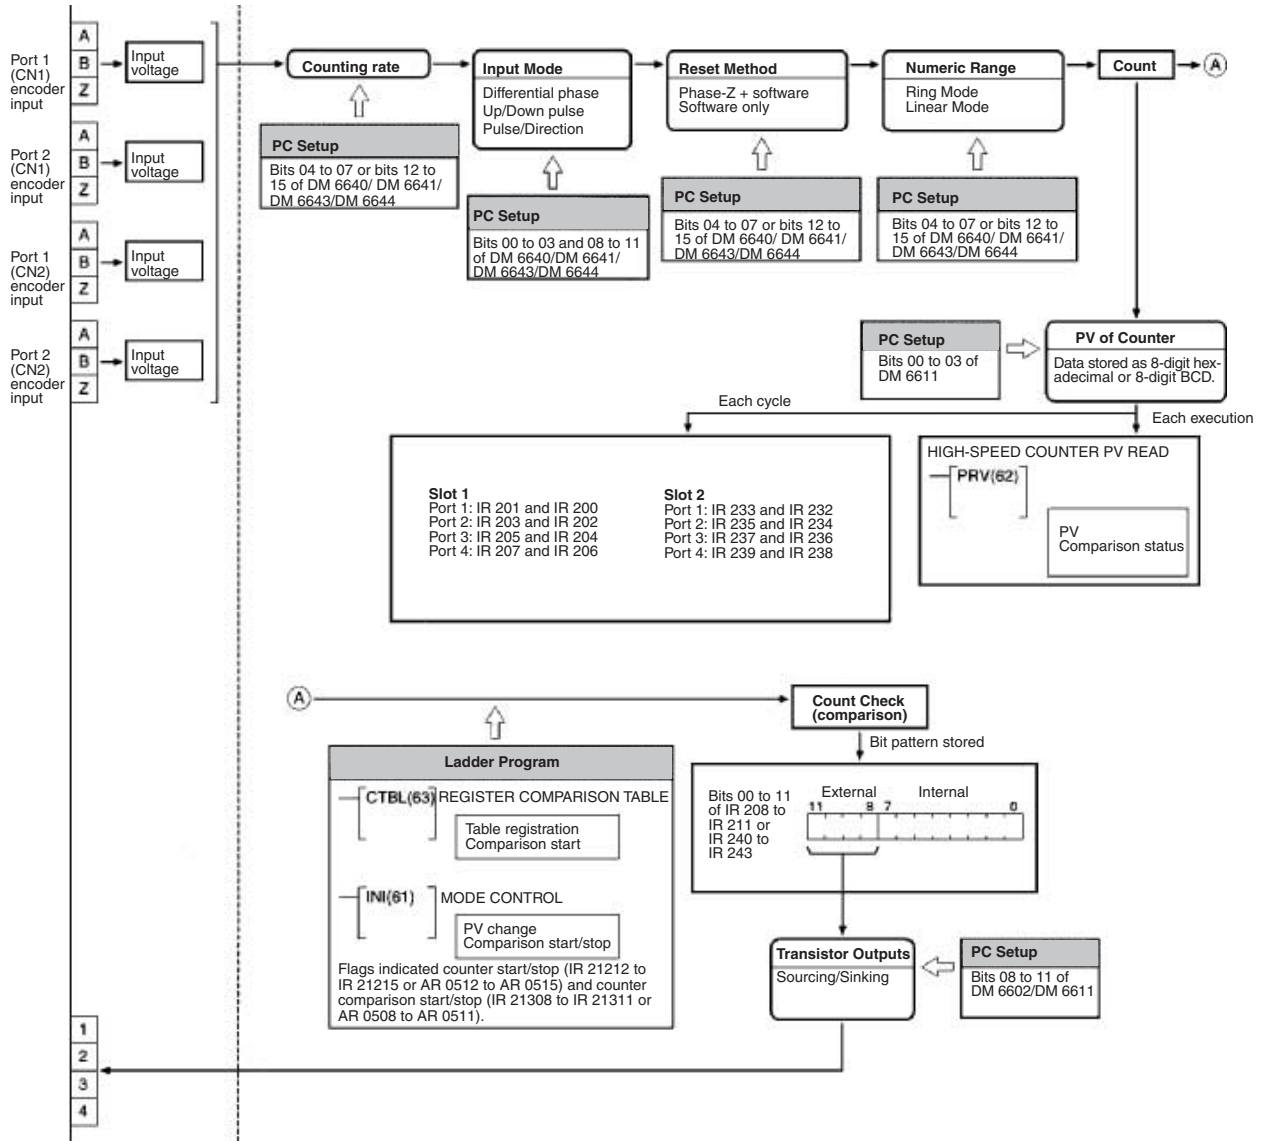 Port 1
(CN1)
encoder
input
A
B
Z
Input
voltage
Port 2
(CN1)
encoder
input
A
B
Z
Input
voltage
Port 1
(CN2)
encoder
input
A
B
Z
Input
voltage
Port 2
(CN2)
encoder
input
A
B
Z
Input
voltage
Counting rate
PC Setup
Bits 04 to 07 or bits 12 to
15 of DM 6640/ DM 6641/
DM 6643/DM 6644
Input Mode
Differential phase
Up/Down pulse
Pulse/Direction
PC Setup
Bits 00 to 03 and 08 to 11
of DM 6640/DM 6641/
DM 6643/DM 6644
Reset Method
Phase-Z + software
Software only
PC Setup
Bits 04 to 07 or bits 12 to
15 of DM 6640/ DM 6641/
DM 6643/DM 6644
Numeric Range
Ring Mode
Linear Mode
PC Setup
Bits 04 to 07 or bits 12 to
15 of DM 6640/ DM 6641/
DM 6643/DM 6644
Count
A
PC Setup
Bits 00 to 03 of
DM 6611
PV of Counter
Data stored as 8-digit hex-
adecimal or 8-digit BCD.
Each cycle
Each execution
Slot 1
Port 1: IR 201 and IR 200
Port 2: IR 203 and IR 202
Port 3: IR 205 and IR 204
Port 4: IR 207 and IR 206
Slot 2
Port 1: IR 233 and IR 232
Port 2: IR 235 and IR 234
Port 3: IR 237 and IR 236
Port 4: IR 239 and IR 238
HIGH-SPEED COUNTER PV READ
PRV(62)
PV
Comparison status
A
Count Check
(comparison)
Bit pattern stored
Ladder Program
CTBL(63) REGISTER COMPARISON TABLE
Table registration
Comparison start
INI(61) MODE CONTROL
PV change
Comparison start/stop
Flags indicated counter start/stop (IR 21212 to
IR 21215 or AR 0512 to AR 0515) and counter
comparison start/stop (IR 21308 to IR 21311 or
AR 0508 to AR 0511).
Bits 00 to 11
of IR 208 to
IR 211 or
IR 240 to
IR 243
External Internal
11 8 7 0
Transistor Outputs
Sourcing/Sinking
PC Setup
Bits 08 to 11 of
DM 6602/DM 6611
1
2
3
4